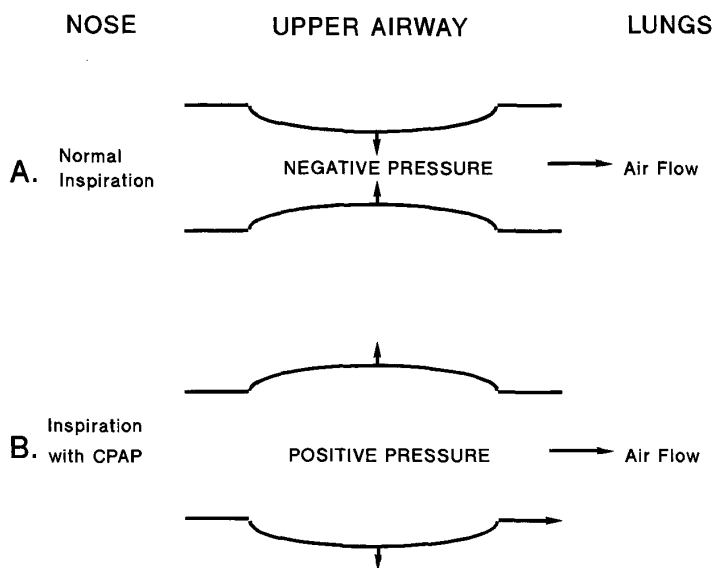 NOSE UPPER AIRWAY LUNGS
A. Normal
Inspiration
NEGATIVE PRESSURE
Air Flow
B. Inspiration
with CPAP
POSITIVE PRESSURE
Air Flow